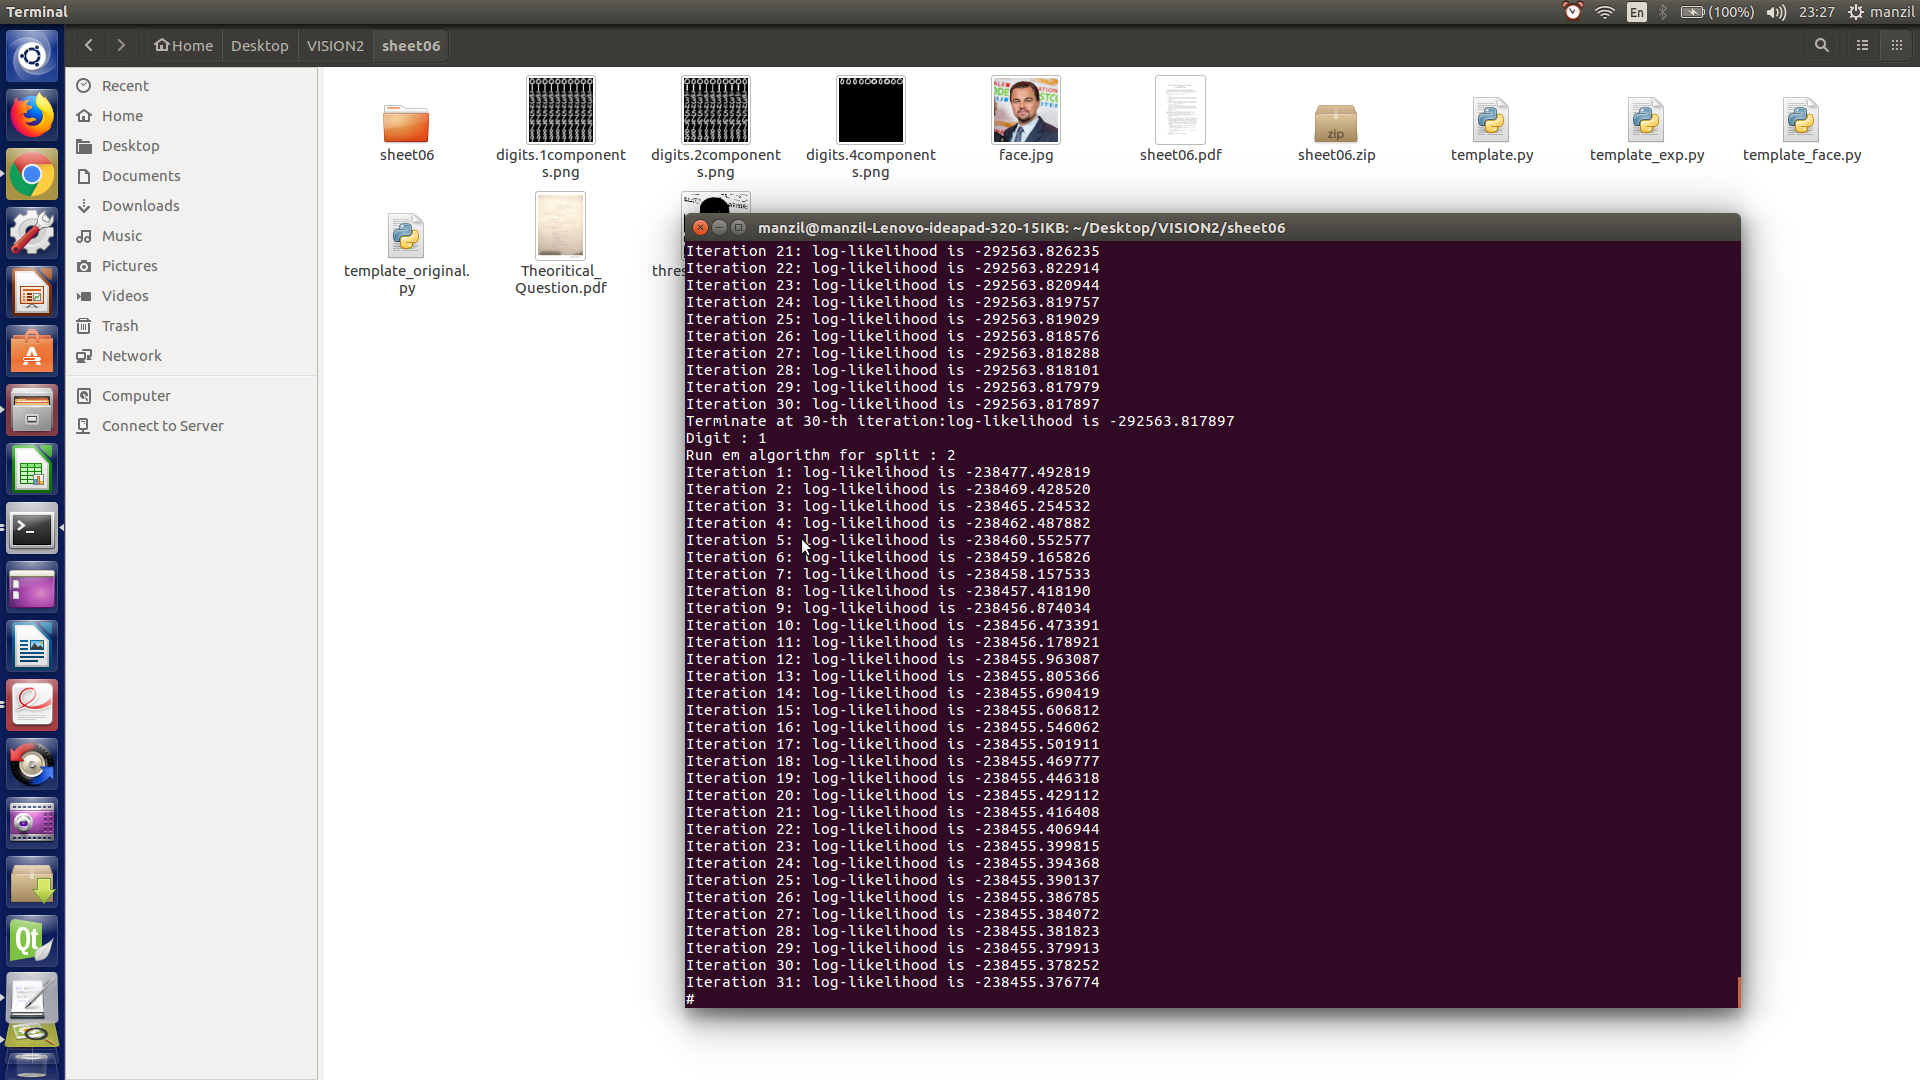 Terminal
En
(100%)
23:27
manzil
Home
Desktop
VISION2
sheet06
Recent
Home
Desktop
Documents
Downloads
Music
Pictures
Videos
Trash
Network
Computer
Connect to Server
sheet06
digits.1component
s.png
digits.2component
s.png
digits.4component
s.png
face.jpg
sheet06.pdf
zip
sheet06.zip
template.py
template_exp.py
template_face.py
template_original.
py
Theoritical_
Question.pdf
thres
manzil@manzil-Lenovo-ideapad-320-15IKB: ~/Desktop/VISION2/sheet06
Iteration 21: log-likelihood is -292563.826235
Iteration 22: log-likelihood is -292563.822914
Iteration 23: log-likelihood is -292563.820944
Iteration 24: log-likelihood is -292563.819757
Iteration 25: log-likelihood is -292563.819029
Iteration 26: log-likelihood is -292563.818576
Iteration 27: log-likelihood is -292563.818288
Iteration 28: log-likelihood is -292563.818101
Iteration 29: log-likelihood is -292563.817979
Iteration 30: log-likelihood is -292563.817897
Terminate at 30-th iteration:log-likelihood is -292563.817897
Digit : 1
Run em algorithm for split : 2
Iteration 1: log-likelihood is -238477.492819
Iteration 2: log-likelihood is -238469.428520
Iteration 3: log-likelihood is -238465.254532
Iteration 4: log-likelihood is -238462.487882
Iteration 5: log-likelihood is -238460.552577
Iteration 6: log-likelihood is -238459.165826
Iteration 7: log-likelihood is -238458.157533
Iteration 8: log-likelihood is -238457.418190
Iteration 9: log-likelihood is -238456.874034
Iteration 10: log-likelihood is -238456.473391
Iteration 11: log-likelihood is -238456.178921
Iteration 12: log-likelihood is -238455.963087
Iteration 13: log-likelihood is -238455.805366
Iteration 14: log-likelihood is -238455.690419
Iteration 15: log-likelihood is -238455.606812
Iteration 16: log-likelihood is -238455.546062
Iteration 17: log-likelihood is -238455.501911
Iteration 18: log-likelihood is -238455.469777
Iteration 19: log-likelihood is -238455.446318
Iteration 20: log-likelihood is -238455.429112
Iteration 21: log-likelihood is -238455.416408
Iteration 22: log-likelihood is -238455.406944
Iteration 23: log-likelihood is -238455.399815
Iteration 24: log-likelihood is -238455.394368
Iteration 25: log-likelihood is -238455.390137
Iteration 26: log-likelihood is -238455.386785
Iteration 27: log-likelihood is -238455.384072
Iteration 28: log-likelihood is -238455.381823
Iteration 29: log-likelihood is -238455.379913
Iteration 30: log-likelihood is -238455.378252
Iteration 31: log-likelihood is -238455.376774
#
Qt